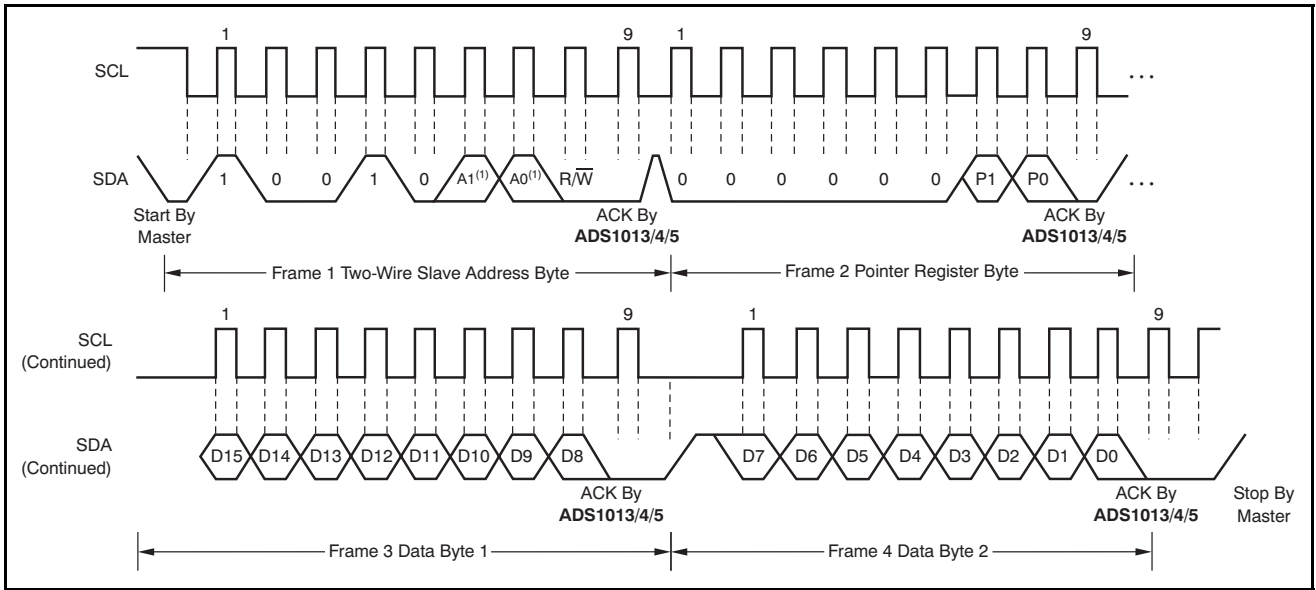 1 9 1 9
SCL ...
SDA 1 0 0 1 0 A1(1) A0(1) R/W̅ 0 0 0 0 0 0 P1 P0 ...
Start By Master
ACK By ADS1013/4/5
ACK By ADS1013/4/5
Frame 1 Two-Wire Slave Address Byte
Frame 2 Pointer Register Byte
1 9 1 9
SCL (Continued)
SDA (Continued)
D15 D14 D13 D12 D11 D10 D9 D8 D7 D6 D5 D4 D3 D2 D1 D0
ACK By ADS1013/4/5
ACK By ADS1013/4/5
Stop By Master
Frame 3 Data Byte 1
Frame 4 Data Byte 2